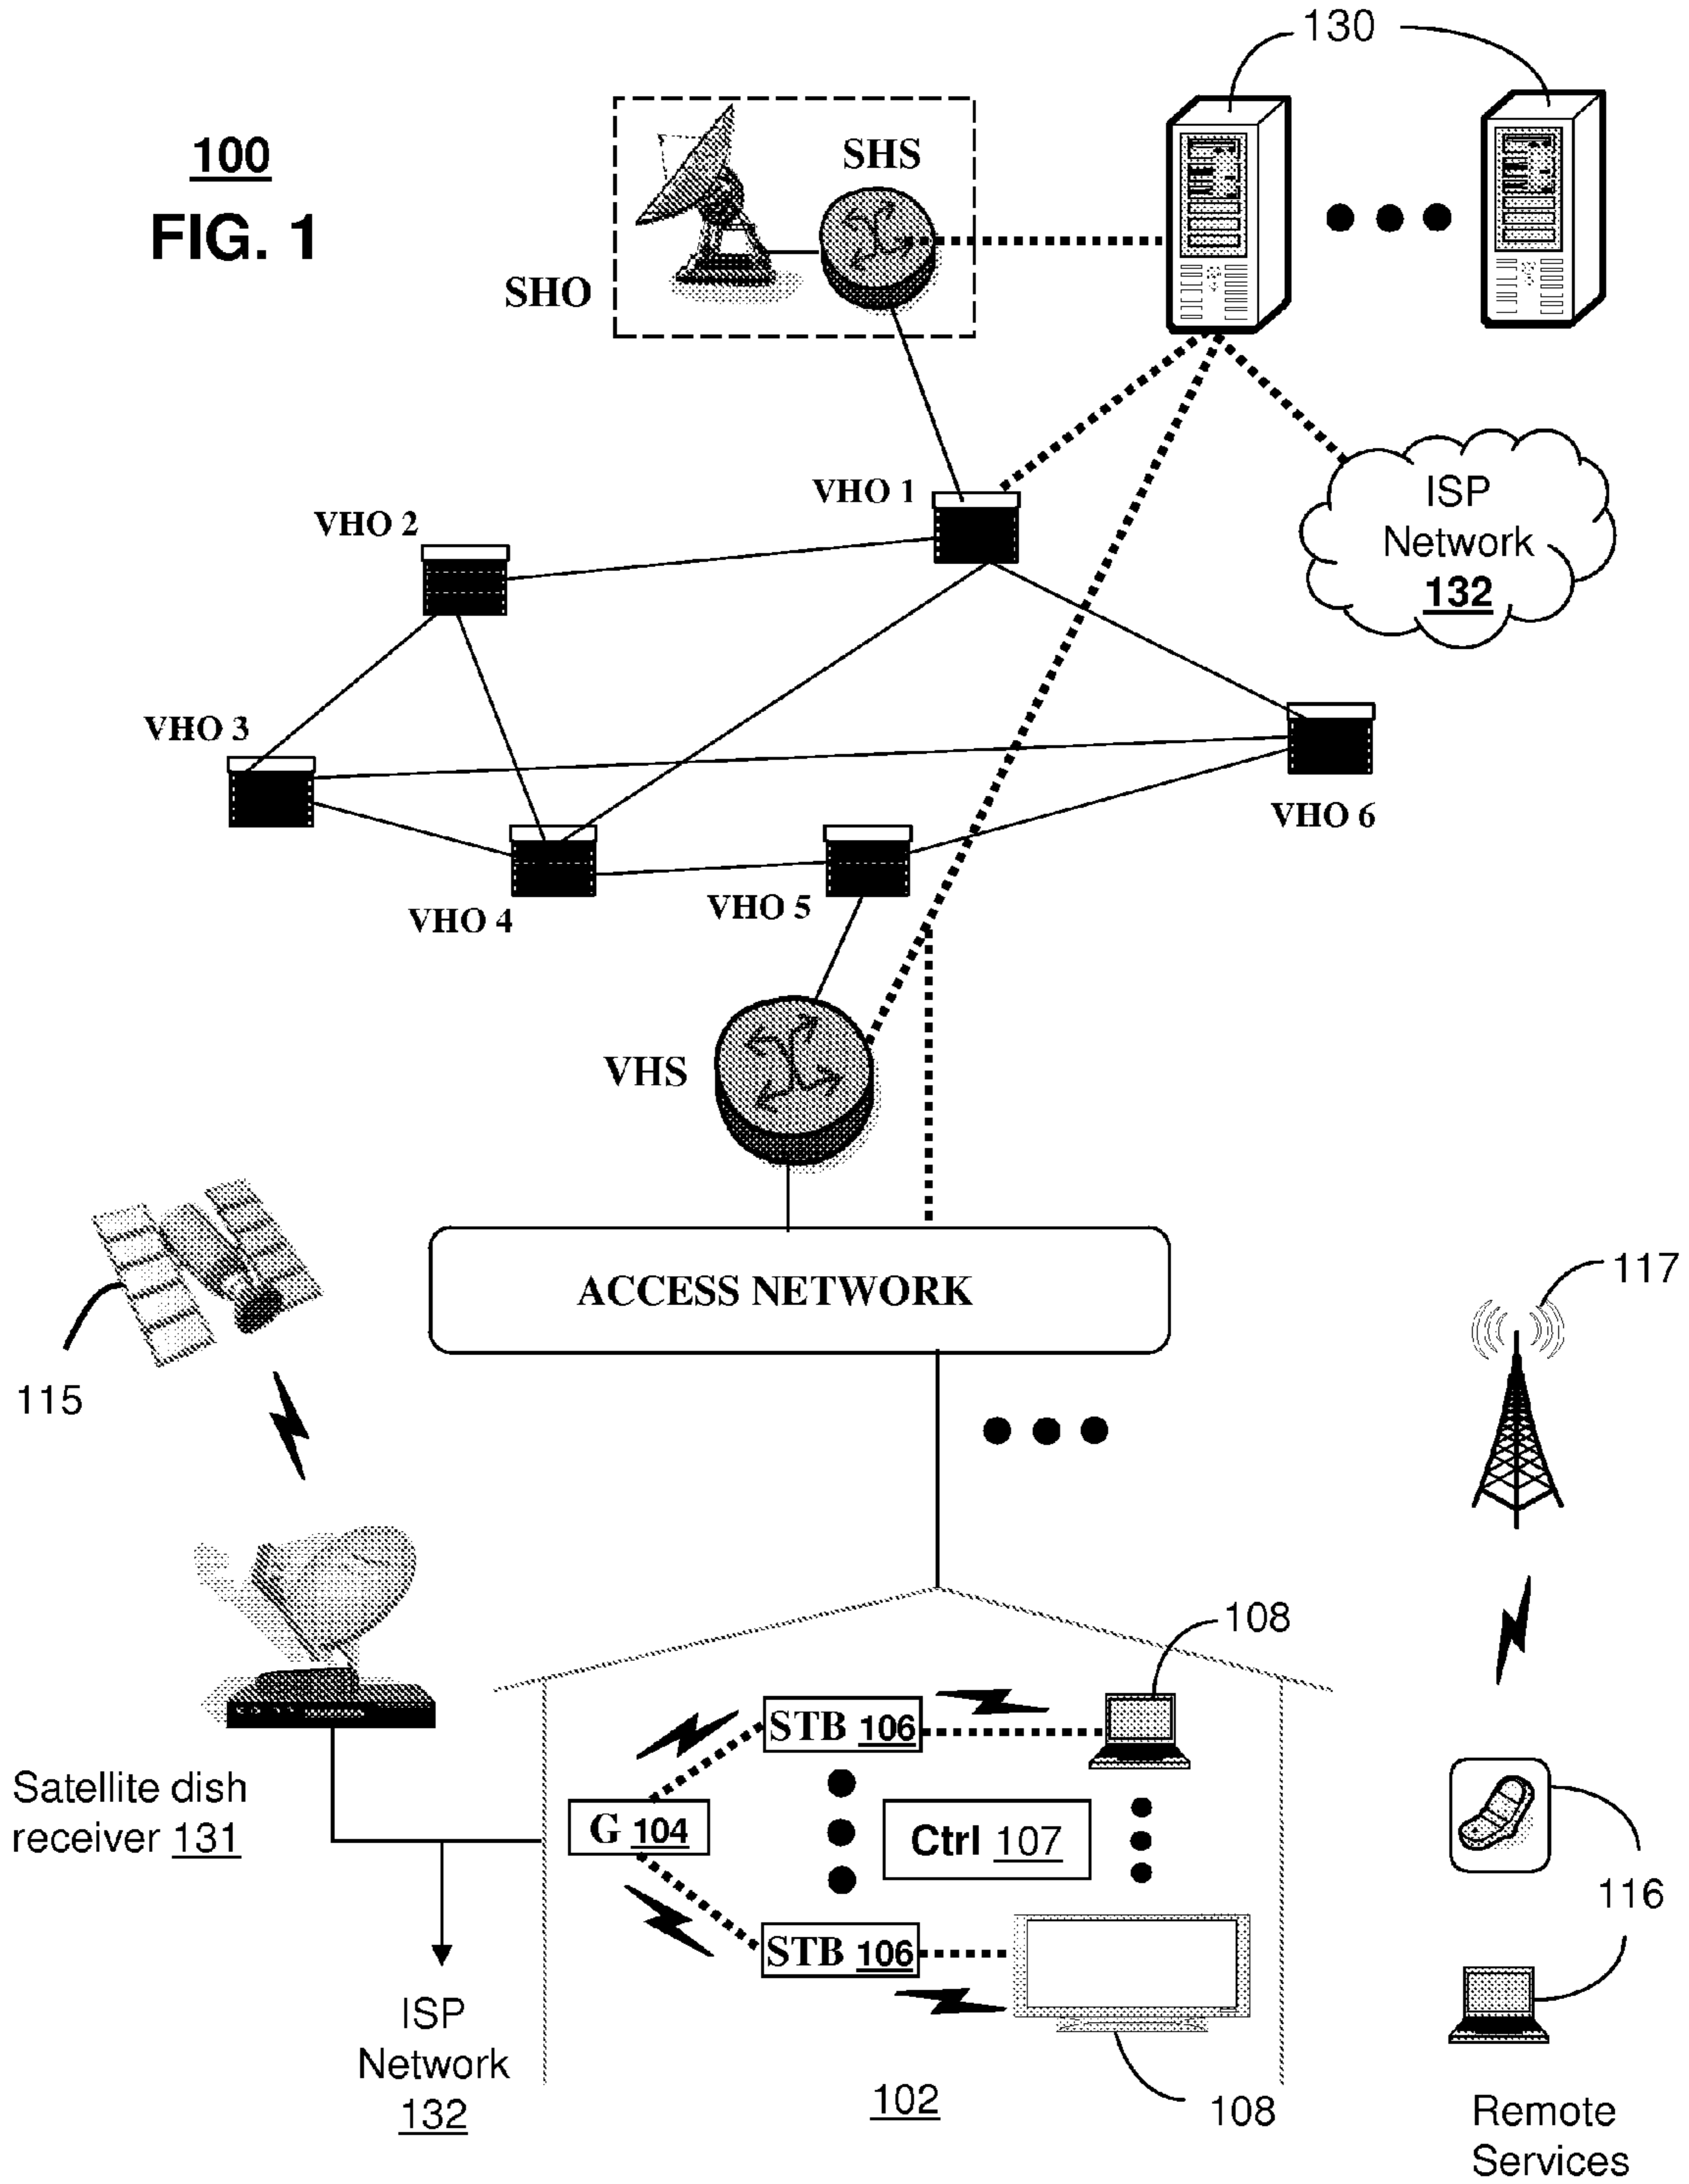 130
100
FIG. 1
SHS
SHO
ISP
Network
132
VHO 1
VHO 2
VHO 3
VHO 6
VHO 4
VHO 5
VHS
ACCESS NETWORK
117
115
108
STB 106
Satellite dish
receiver 131
G 104
Ctrl 107
116
STB 106
ISP
Network
132
102
108
Remote
Services